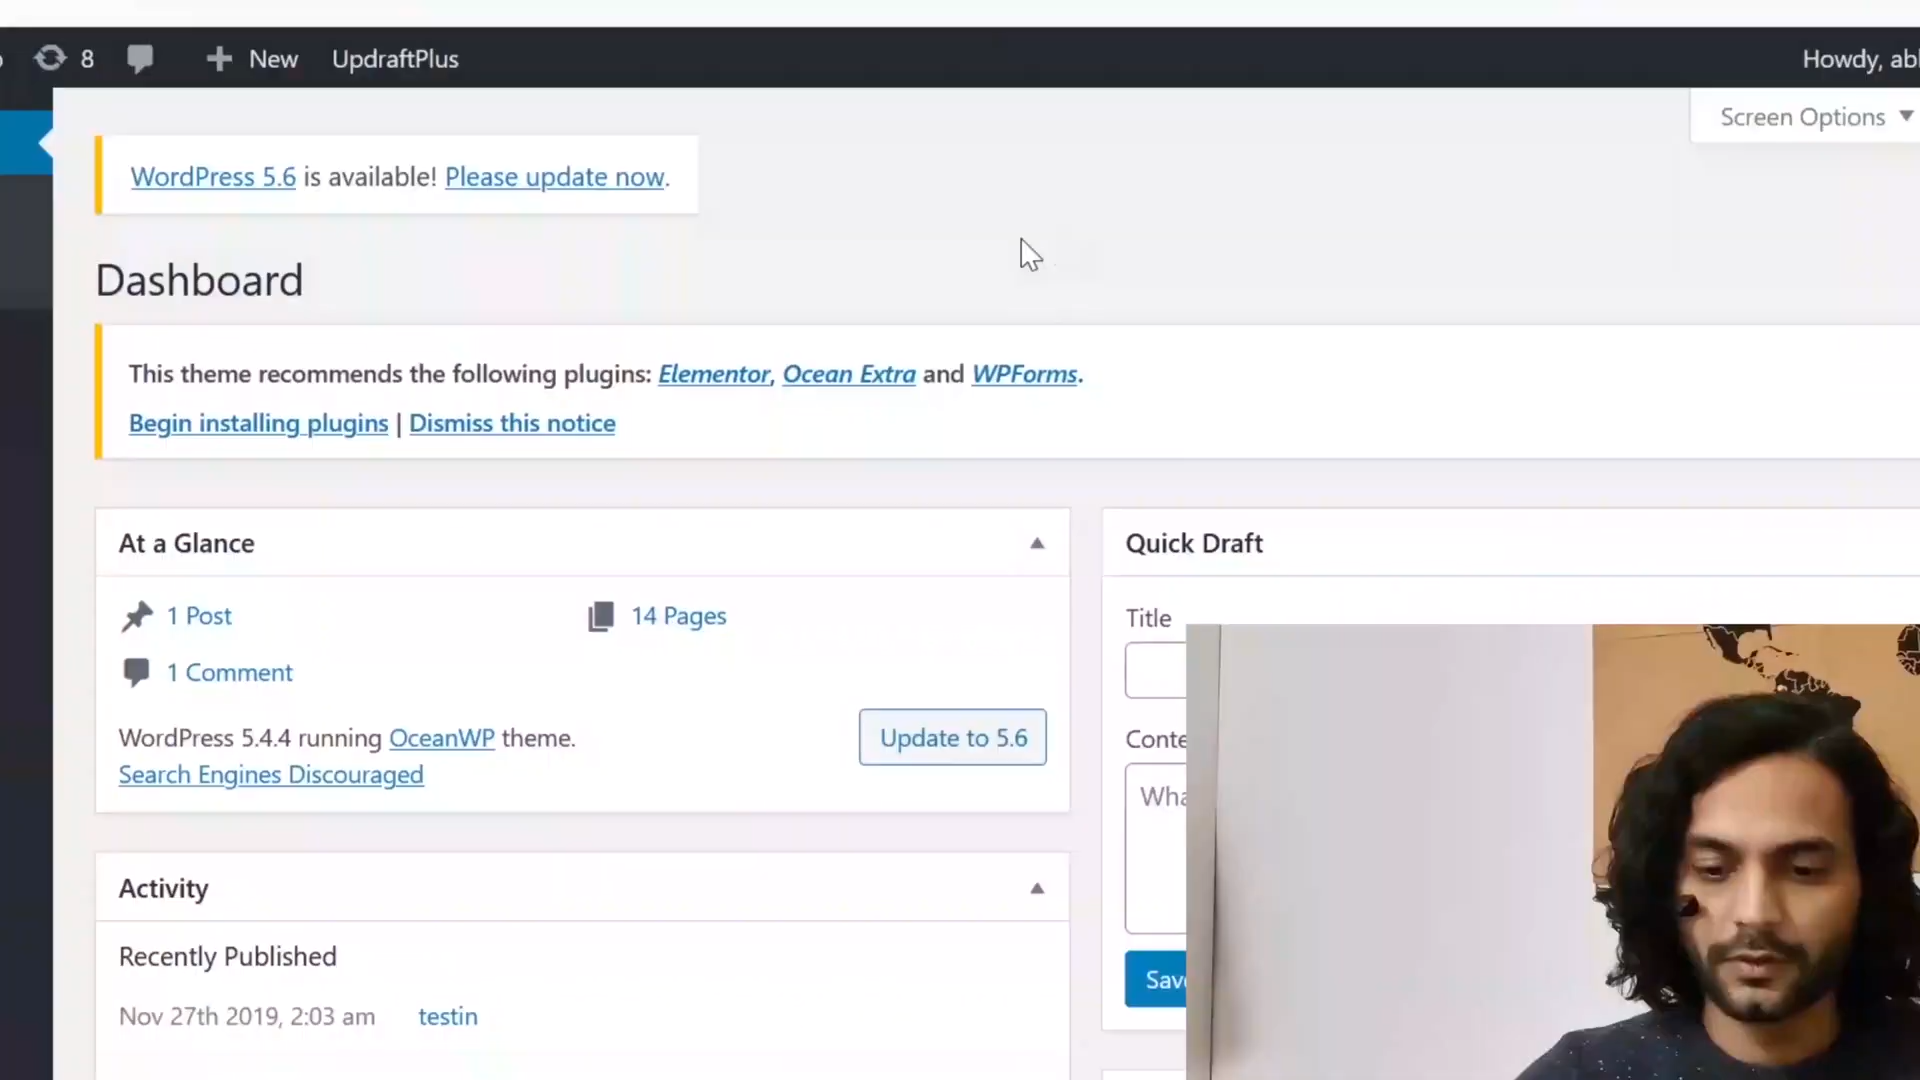 8 New UpdraftPlus Howdy,
Screen Options
WordPress 5.6 is available! Please update now.
Dashboard
This theme recommends the following plugins: Elementor, Ocean Extra and WPForms.
Begin installing plugins | Dismiss this notice
At a Glance
1 Post
14 Pages
1 Comment
WordPress 5.4.4 running OceanWP theme.
Search Engines Discouraged
Update to 5.6
Activity
Recently Published
Nov 27th 2019, 2:03 am testin
Quick Draft
Title